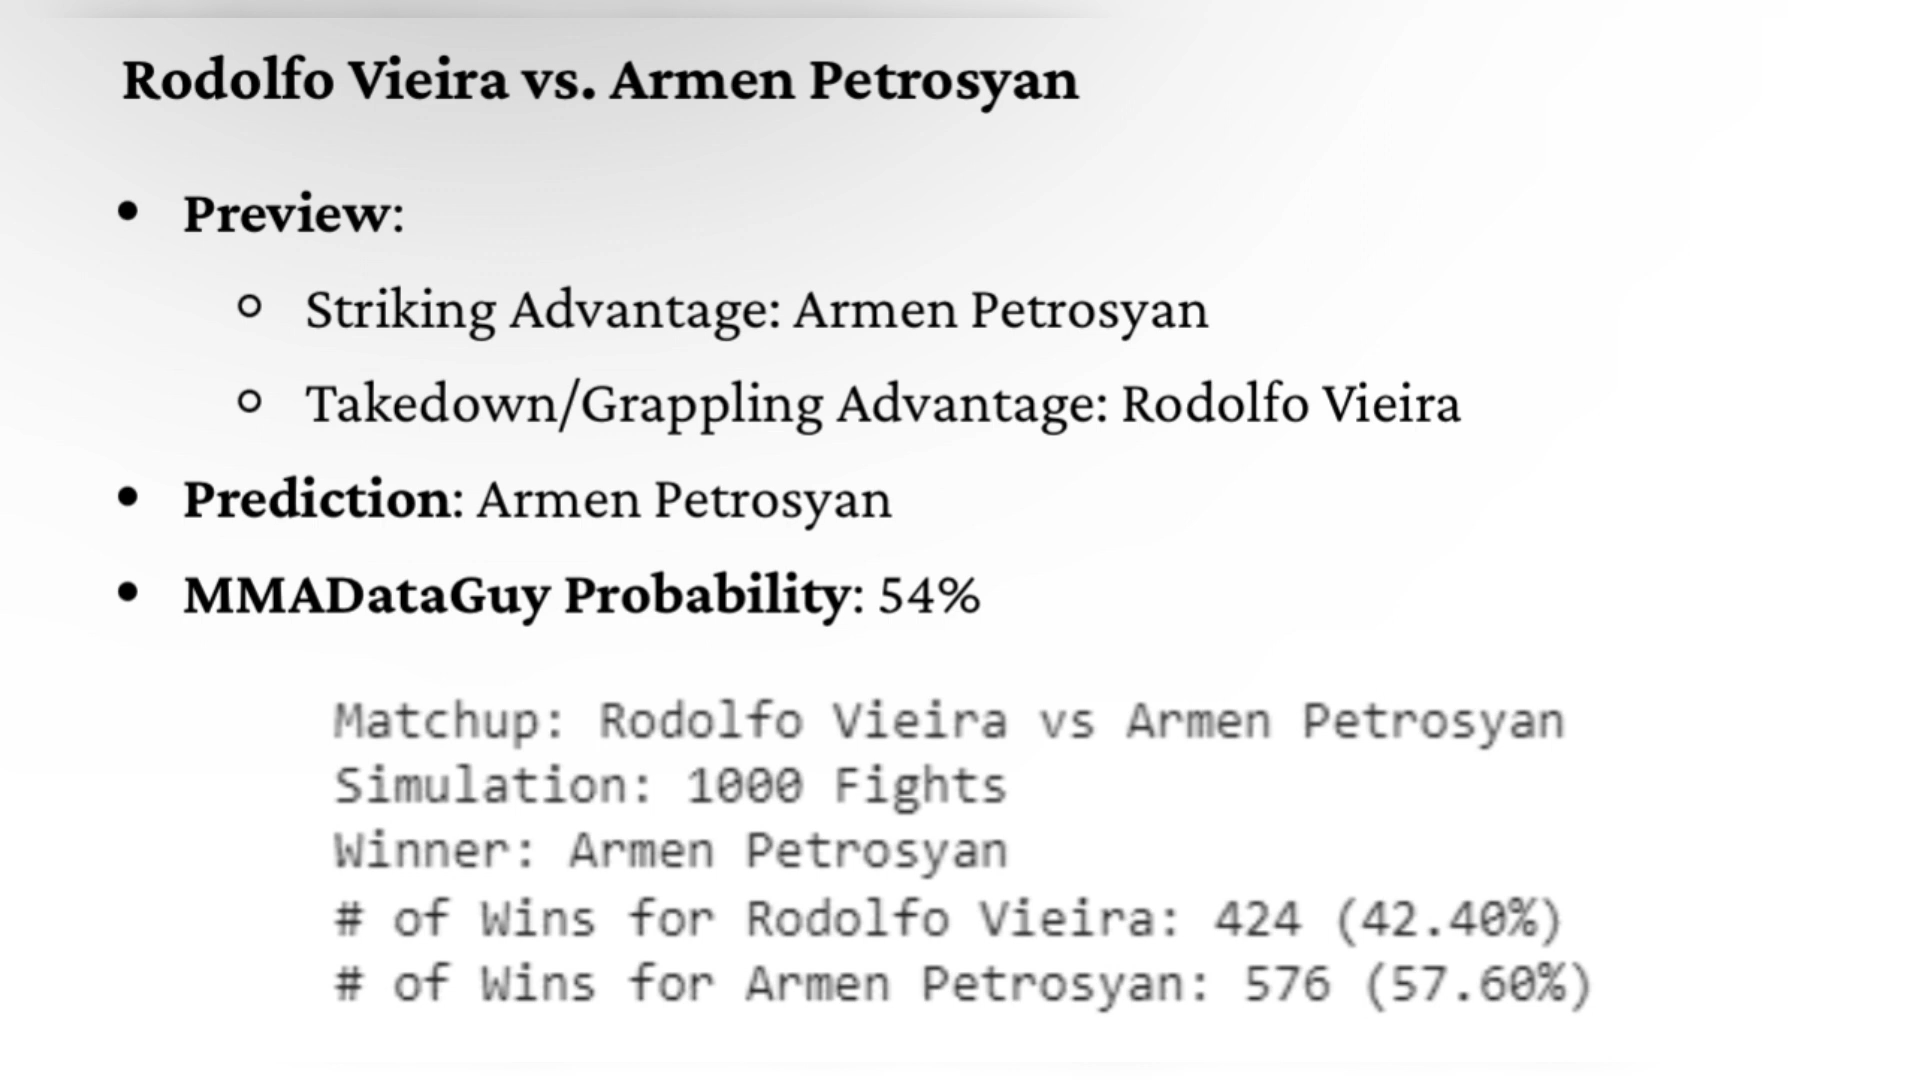 Rodolfo Vieira vs. Armen Petrosyan
• Preview:
○ Striking Advantage: Armen Petrosyan
○ Takedown/Grappling Advantage: Rodolfo Vieira
• Prediction: Armen Petrosyan
• MMADataGuy Probability: 54%
Matchup: Rodolfo Vieira vs Armen Petrosyan
Simulation: 1000 Fights
Winner: Armen Petrosyan
# of Wins for Rodolfo Vieira: 424 (42.40%)
# of Wins for Armen Petrosyan: 576 (57.60%)